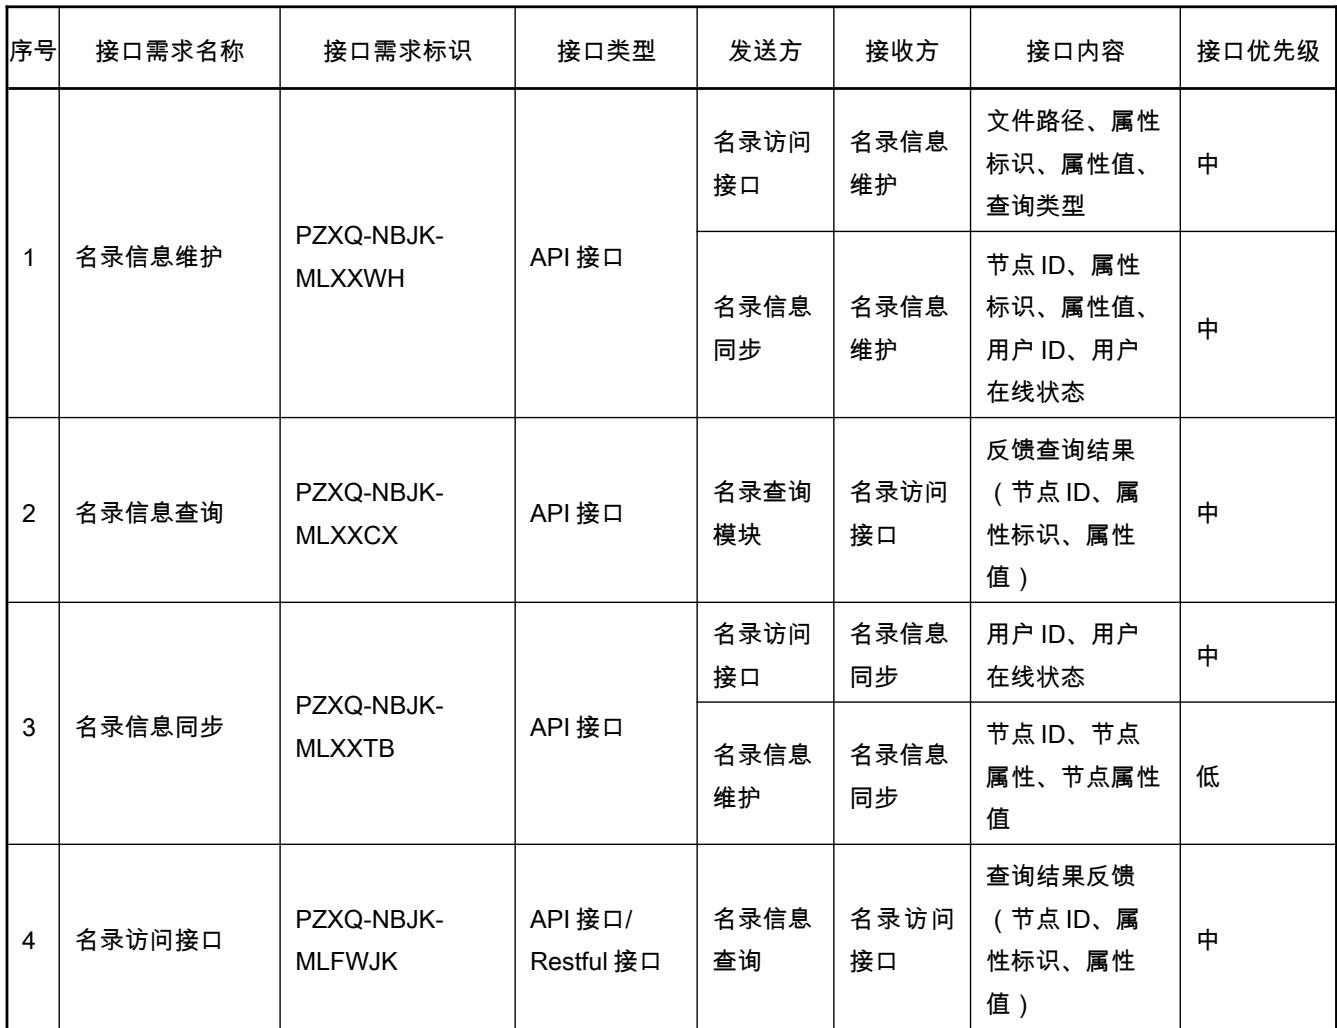 序号 接口需求名称 接口需求标识 接口类型 发送方 接收方 接口内容 接口优先级
1 名录信息维护 PZXQ-NBJK-
MLXXWH
API 接口
名录访问
接口
名录信息
维护
文件路径、属性
标识、属性值、
查询类型
中
名录信息
同步
名录信息
维护
节点 ID、属性
标识、属性值、
用户 ID、用户
在线状态
中
2 名录信息查询 PZXQ-NBJK-
MLXXCX
API 接口
名录查询
模块
名录访问
接口
反馈查询结果
（节点 ID、属
性标识、属性
值）
中
3 名录信息同步 PZXQ-NBJK-
MLXXTB
API 接口
名录访问
接口
名录信息
同步
用户 ID、用户
在线状态
中
名录信息
维护
名录信息
同步
节点 ID、节点
属性、节点属性
值
低
4 名录访问接口 PZXQ-NBJK-
MLFWJK
API 接口/
Restful 接口
名录信息
查询
名录访问
接口
查询结果反馈
（节点 ID、属
性标识、属性
值）
中